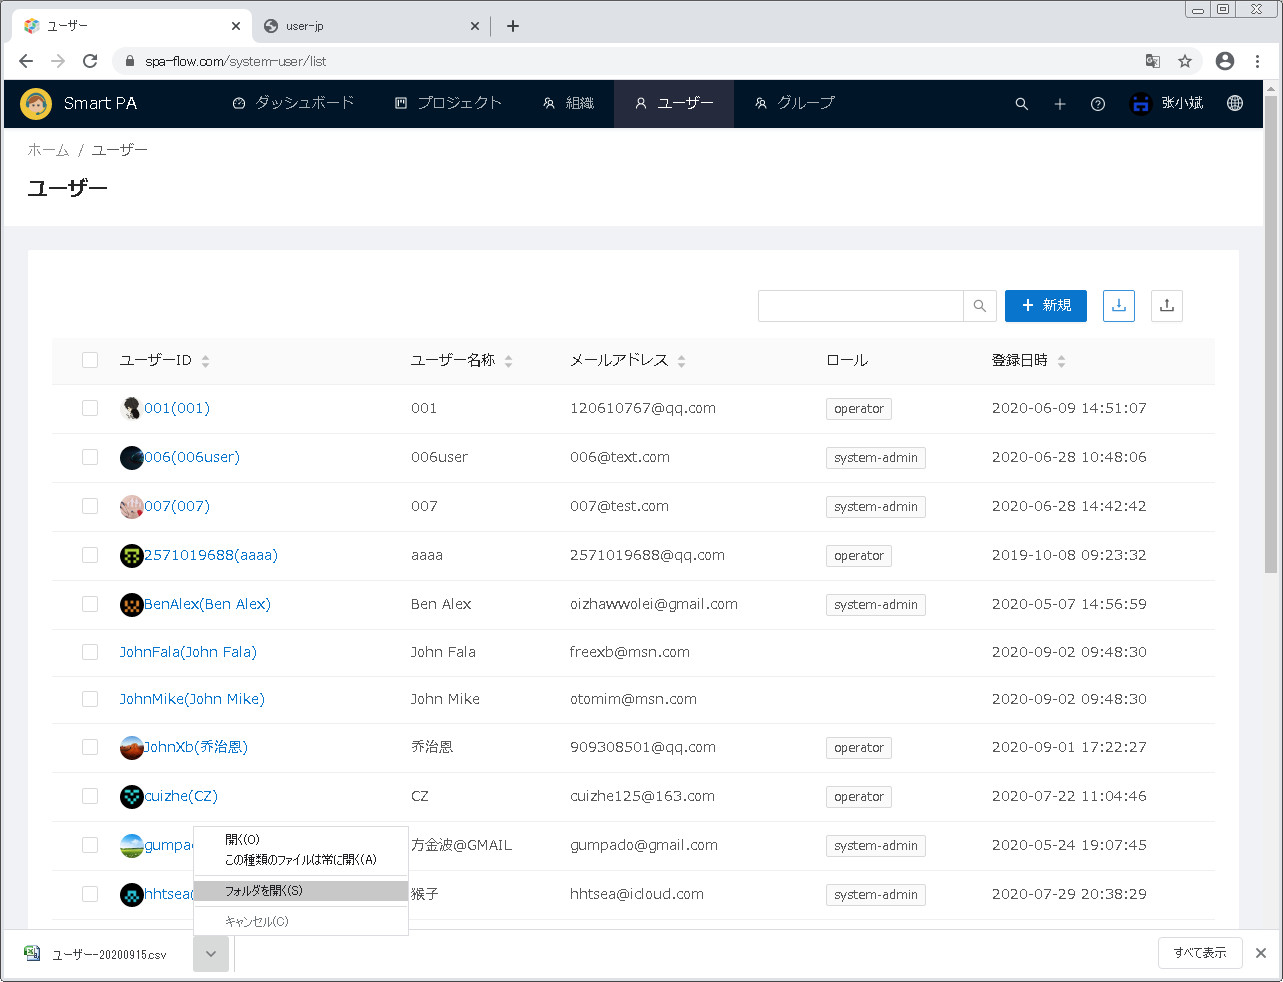 ユーザー
user-jp
spa-flow.com/system-user/list
Smart PA
ダッシュボード
プロジェクト
組織
ユーザー
グループ
张小斌
ホーム / ユーザー
ユーザー
新規
ユーザーID ユーザー名称 メールアドレス ロール 登録日時
001(001) 001 120610767@qq.com operator 2020-06-09 14:51:07
006(006user) 006user 006@text.com system-admin 2020-06-28 10:48:06
007(007) 007 007@test.com system-admin 2020-06-28 14:42:42
2571019688(aaaa) aaaa 2571019688@qq.com operator 2019-10-08 09:23:32
BenAlex(Ben Alex) Ben Alex oizhawwolei@gmail.com system-admin 2020-05-07 14:56:59
JohnFala(John Fala) John Fala freexb@msn.com 2020-09-02 09:48:30
JohnMike(John Mike) John Mike otomim@msn.com 2020-09-02 09:48:30
JohnXb(乔治恩) 乔治恩 909308501@qq.com operator 2020-09-01 17:22:27
cuizhe(CZ) CZ cuizhe125@163.com operator 2020-07-22 11:04:46
gumpa 方金波@GMAIL gumpado@gmail.com system-admin 2020-05-24 19:07:45
hhtsea 猴子 hhtsea@icloud.com system-admin 2020-07-29 20:38:29
開く(O)
この種類のファイルは常に開く(A)
フォルダを開く(S)
キャンセル(C)
ユーザー-20200915.csv
すべて表示